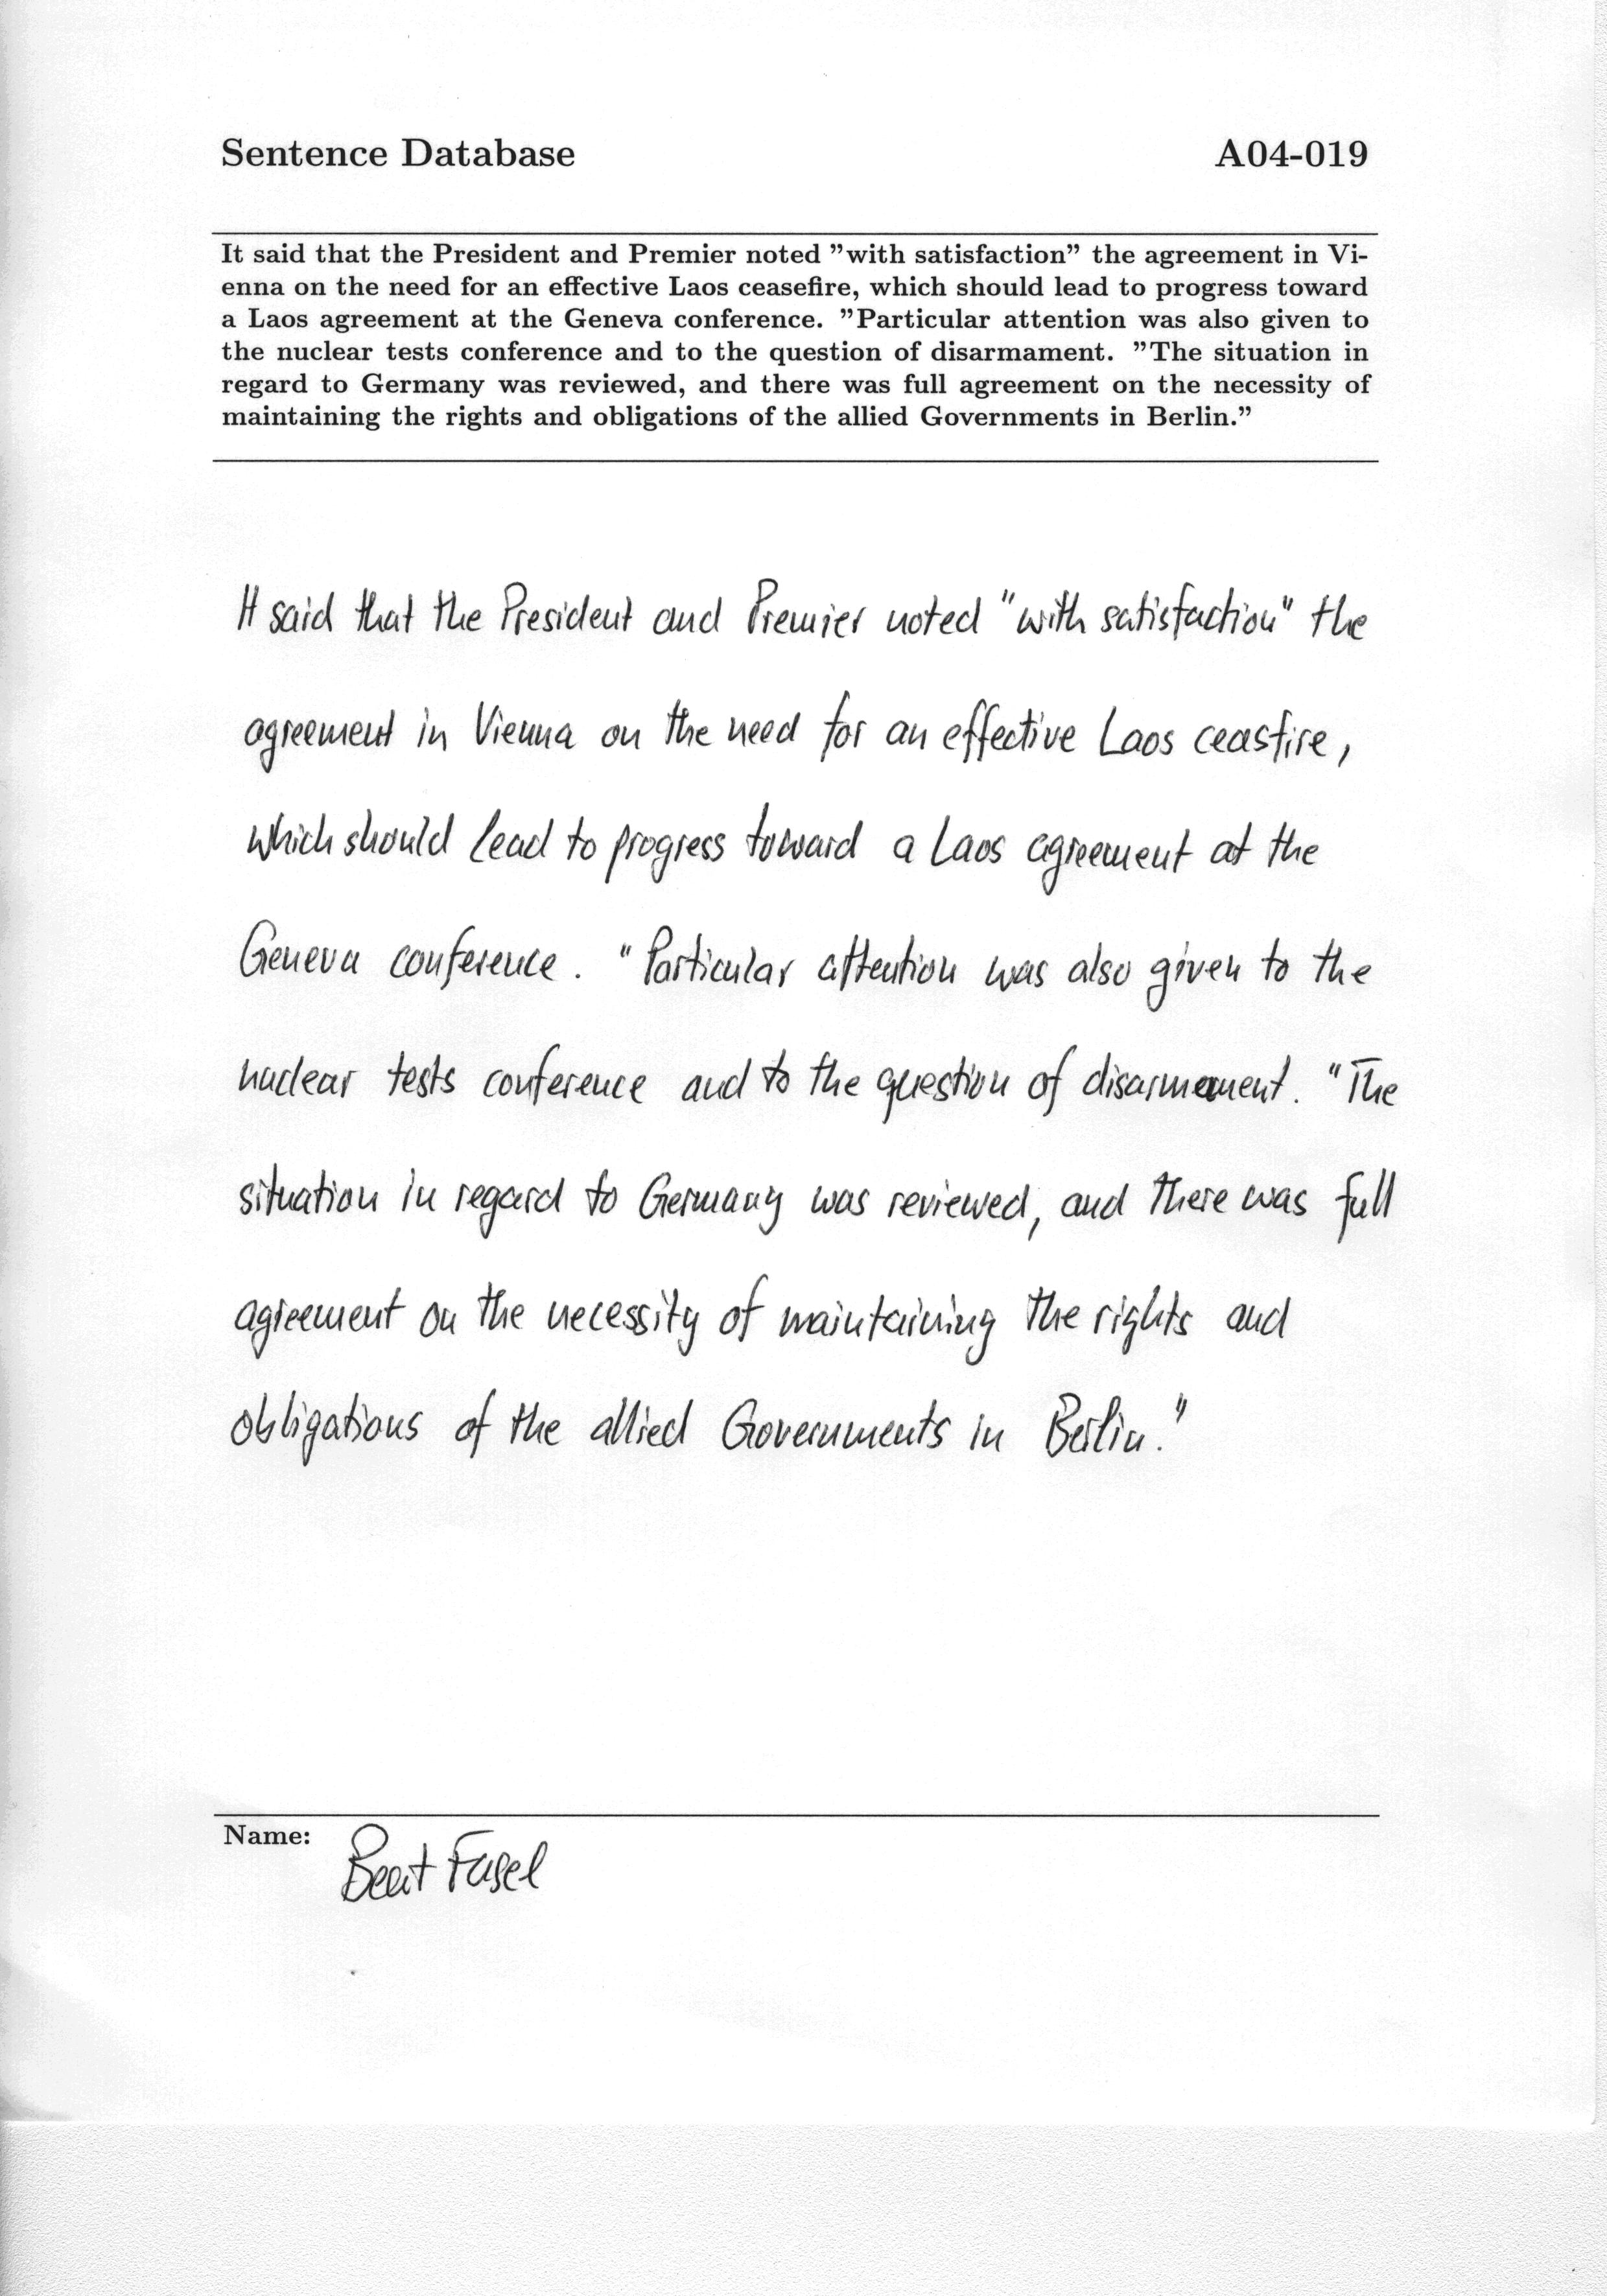 Sentence Database A04-019
It said that the President and Premier noted ”with satisfaction” the agreement in Vi-
enna on the need for an effective Laos ceasefire, which should lead to progress toward
a Laos agreement at the Geneva conference. ”Particular attention was also given to
the nuclear tests conference and to the question of disarmament. ”The situation in
regard to Germany was reviewed, and there was full agreement on the necessity of
maintaining the rights and obligations of the allied Governments in Berlin.”
It said that the President and Premier noted "with satisfaction" the
agreement in Vienna on the need for an effective Laos ceasfire,
which should lead to progress toward a Laos agreement at the
Geneva conference. "Particular attention was also given to the
nuclear tests conference and to the question of disarmament. "The
situation in regard to Germany was reviewed, and there was full
agreement on the necessity of maintaining the rights and
obligations of the allied Governments in Berlin."
Name: Beat Fasel